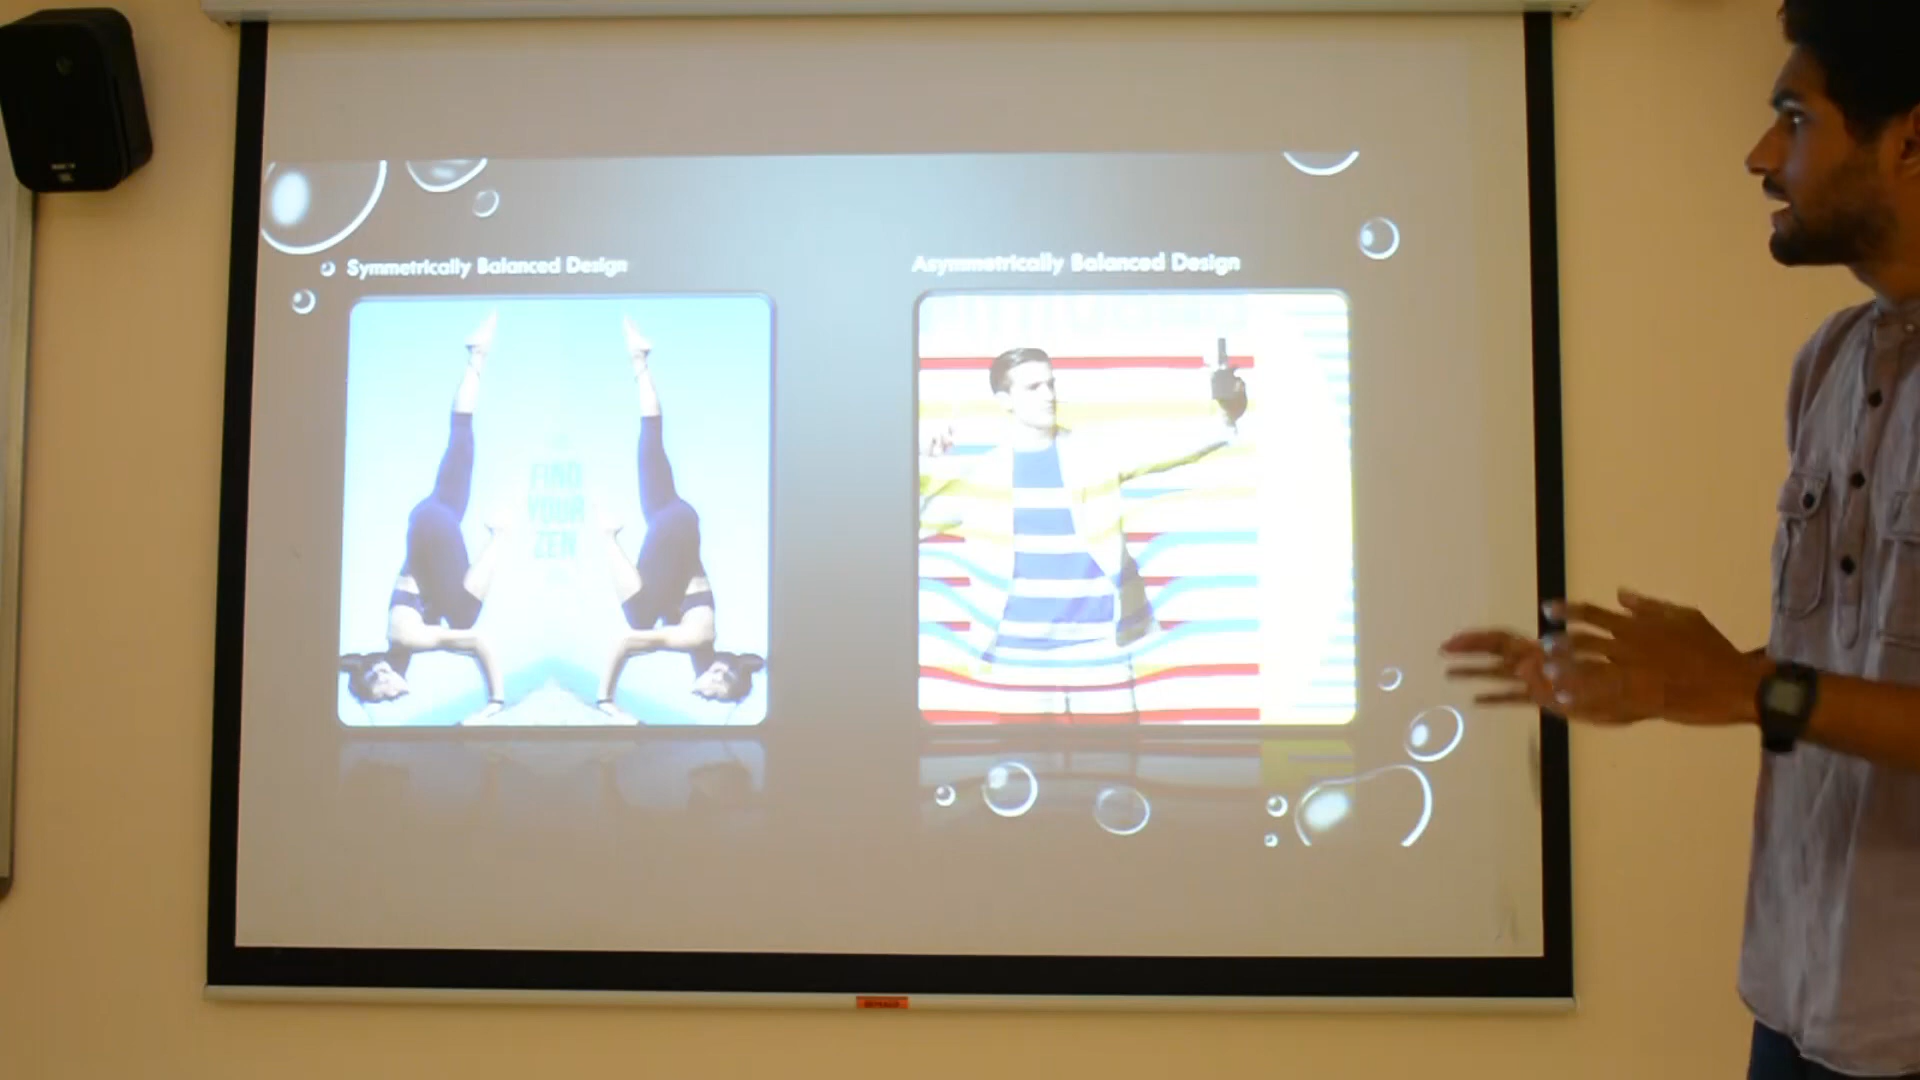 Symmetrically Balanced Design
Asymmetrically Balanced Design
FIND
YOUR
ZEN